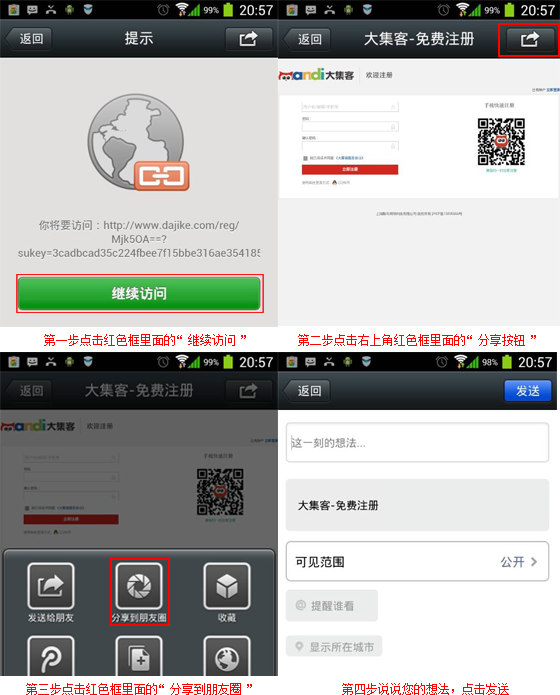 99% 20:57
返回 提示
你将要访问：http://www.dajike.com/reg/
Mjk5OA==?
sukey=3cadbcad35c224fbee7f15bbe316ae354185
继续访问
第一步点击红色框里面的“ 继续访问 ”
99% 20:57
返回 大集客-免费注册
mandi大集客 欢迎注册
手机快速注册
立即注册
第二步点击右上角红色框里面的“ 分享按钮 ”
99% 20:57
返回 大集客-免费注册
mandi大集客 欢迎注册
手机快速注册
立即注册
发送给朋友 分享到朋友圈 收藏
第三步点击红色框里面的“ 分享到朋友圈 ”
98% 20:57
返回 发送
这一刻的想法...
大集客-免费注册
可见范围 公开
@ 提醒谁看
显示所在城市
第四步说说您的想法，点击发送